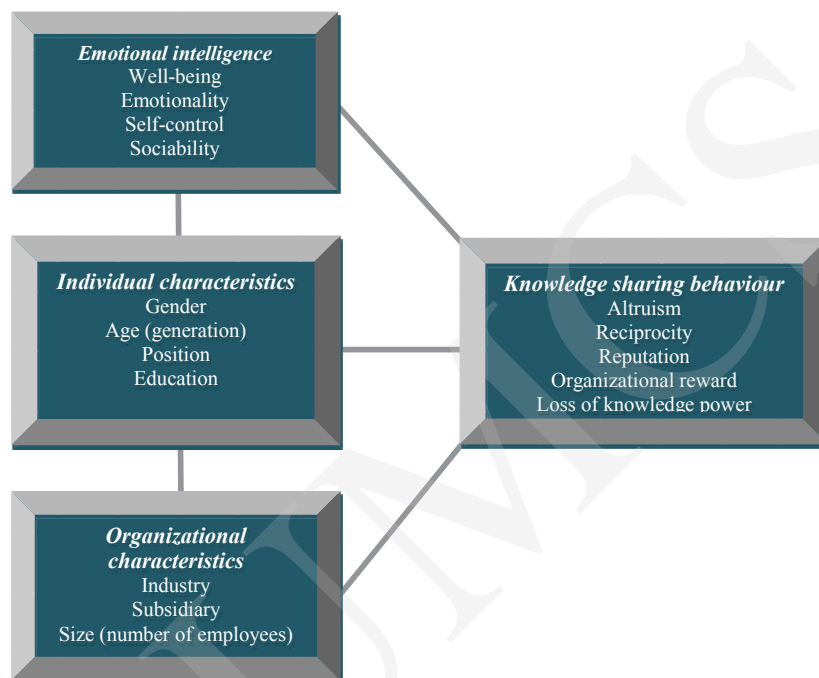 Emotional intelligence
Well-being
Emotionality
Self-control
Sociability
Individual characteristics
Gender
Age (generation)
Position
Education
Organizational
characteristics
Industry
Subsidiary
Size (number of employees)
Knowledge sharing behaviour
Altruism
Reciprocity
Reputation
Organizational reward
Loss of knowledge power
UMCS